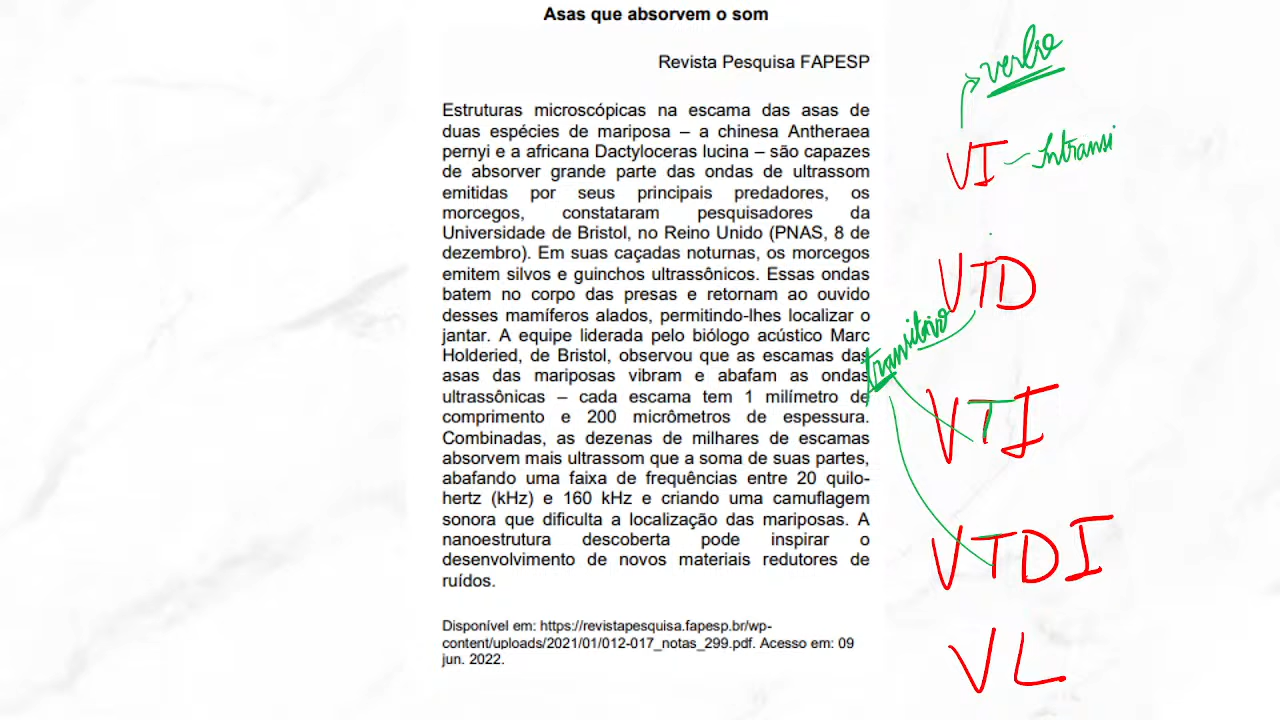 Asas que absorvem o som
Revista Pesquisa FAPESP
Estruturas microscópicas na escama das asas de
duas espécies de mariposa – a chinesa Antheraea
pernyi e a africana Dactyloceras lucina – são capazes
de absorver grande parte das ondas de ultrassom
emitidas por seus principais predadores, os
morcegos, constataram pesquisadores da
Universidade de Bristol, no Reino Unido (PNAS, 8 de
dezembro). Em suas caçadas noturnas, os morcegos
emitem silvos e guinchos ultrassônicos. Essas ondas
batem no corpo das presas e retornam ao ouvido
desses mamíferos alados, permitindo-lhes localizar o
jantar. A equipe liderada pelo biólogo acústico Marc
Holderied, de Bristol, observou que as escamas das
asas das mariposas vibram e abafam as ondas
ultrassônicas – cada escama tem 1 milímetro de
comprimento e 200 micrômetros de espessura.
Combinadas, as dezenas de milhares de escamas
absorvem mais ultrassom que a soma de suas partes,
abafando uma faixa de frequências entre 20 quilo-
hertz (kHz) e 160 kHz e criando uma camuflagem
sonora que dificulta a localização das mariposas. A
nanoestrutura descoberta pode inspirar o
desenvolvimento de novos materiais redutores de
ruídos.
Disponível em: https://revistapesquisa.fapesp.br/wp-
content/uploads/2021/01/012-017_notas_299.pdf. Acesso em: 09
jun. 2022.
verbo
VI – Intransi
VTD
transitivo
VTI
VTDI
VL